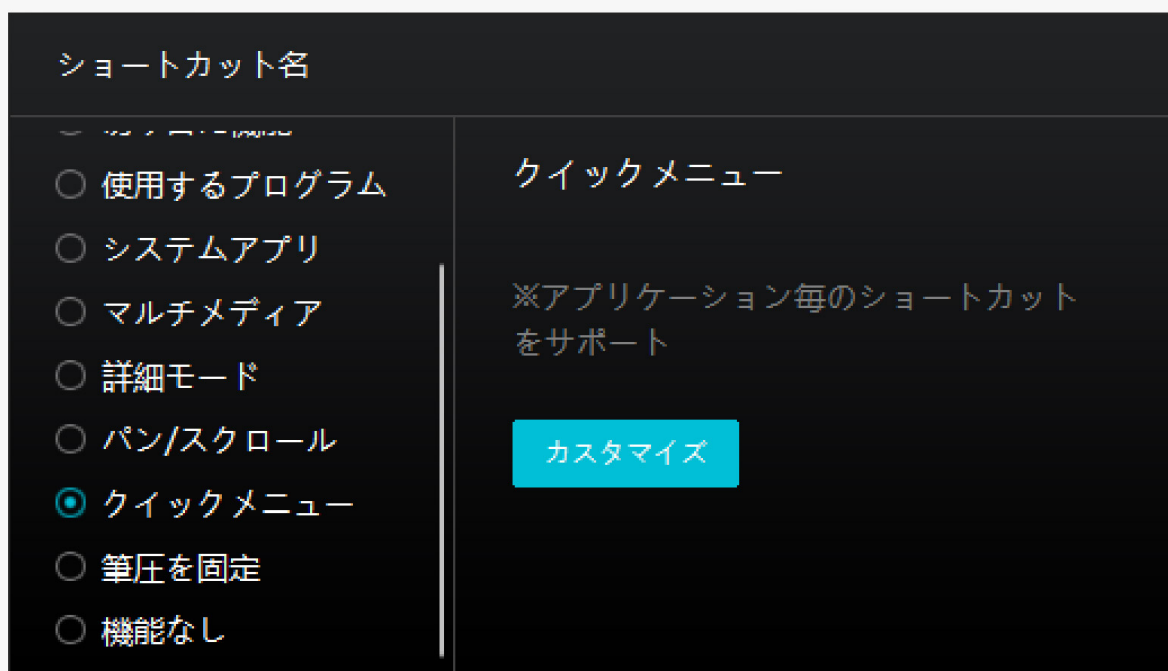 ショートカット名
使用するプログラム
システムアプリ
マルチメディア
詳細モード
パン/スクロール
クイックメニュー
筆圧を固定
機能なし
クイックメニュー
※アプリケーション毎のショートカット
をサポート
カスタマイズ